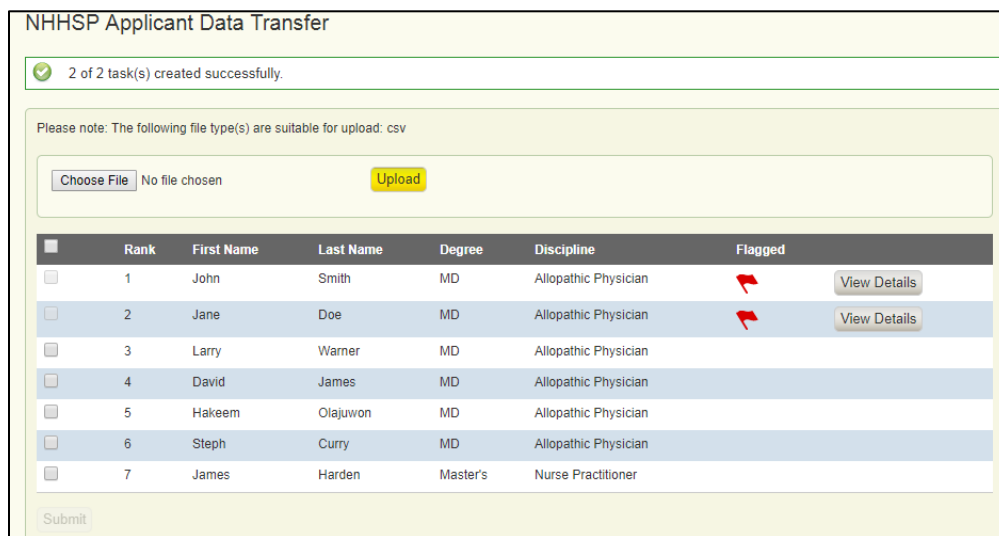 NHHSP Applicant Data Transfer
2 of 2 task(s) created successfully.
Please note: The following file type(s) are suitable for upload: csv
Choose File No file chosen Upload
Rank First Name Last Name Degree Discipline Flagged
1 John Smith MD Allopathic Physician View Details
2 Jane Doe MD Allopathic Physician View Details
3 Larry Warner MD Allopathic Physician
4 David James MD Allopathic Physician
5 Hakeem Olajuwon MD Allopathic Physician
6 Steph Curry MD Allopathic Physician
7 James Harden Master's Nurse Practitioner
Submit